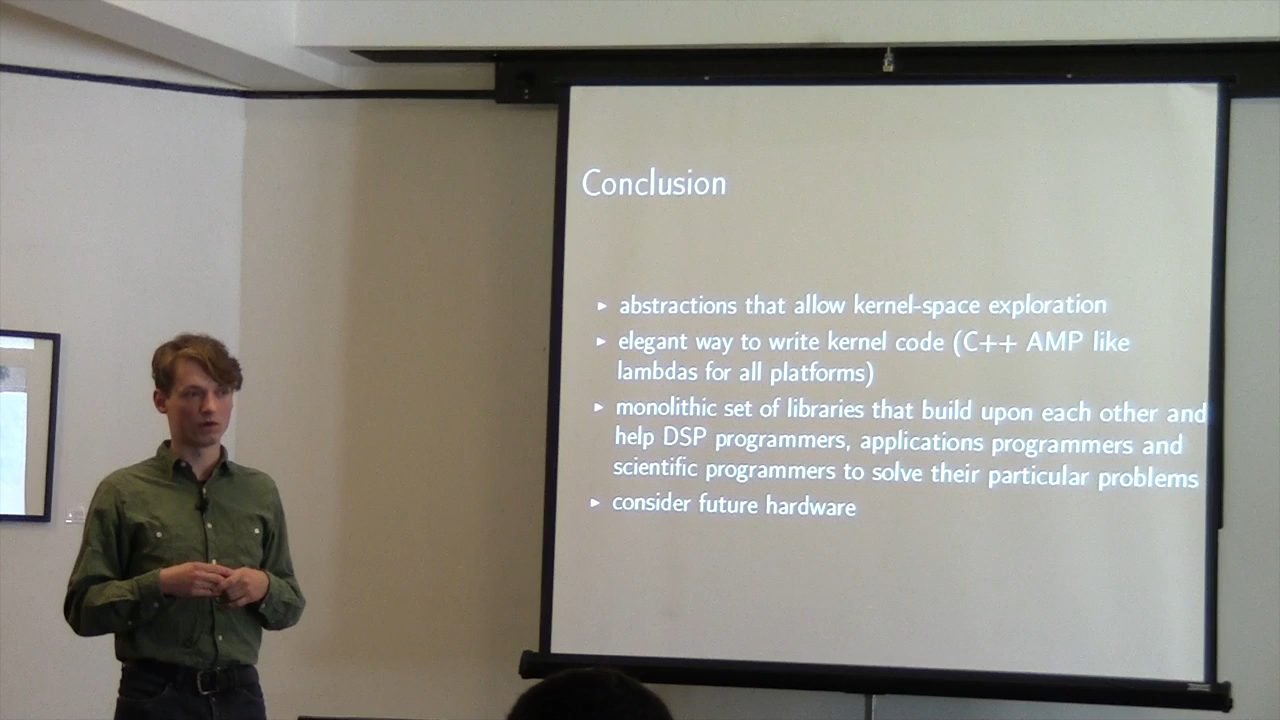 Conclusion
▸ abstractions that allow kernel-space exploration
▸ elegant way to write kernel code (C++ AMP like
lambdas for all platforms)
▸ monolithic set of libraries that build upon each other and
help DSP programmers, applications programmers and
scientific programmers to solve their particular problems
▸ consider future hardware